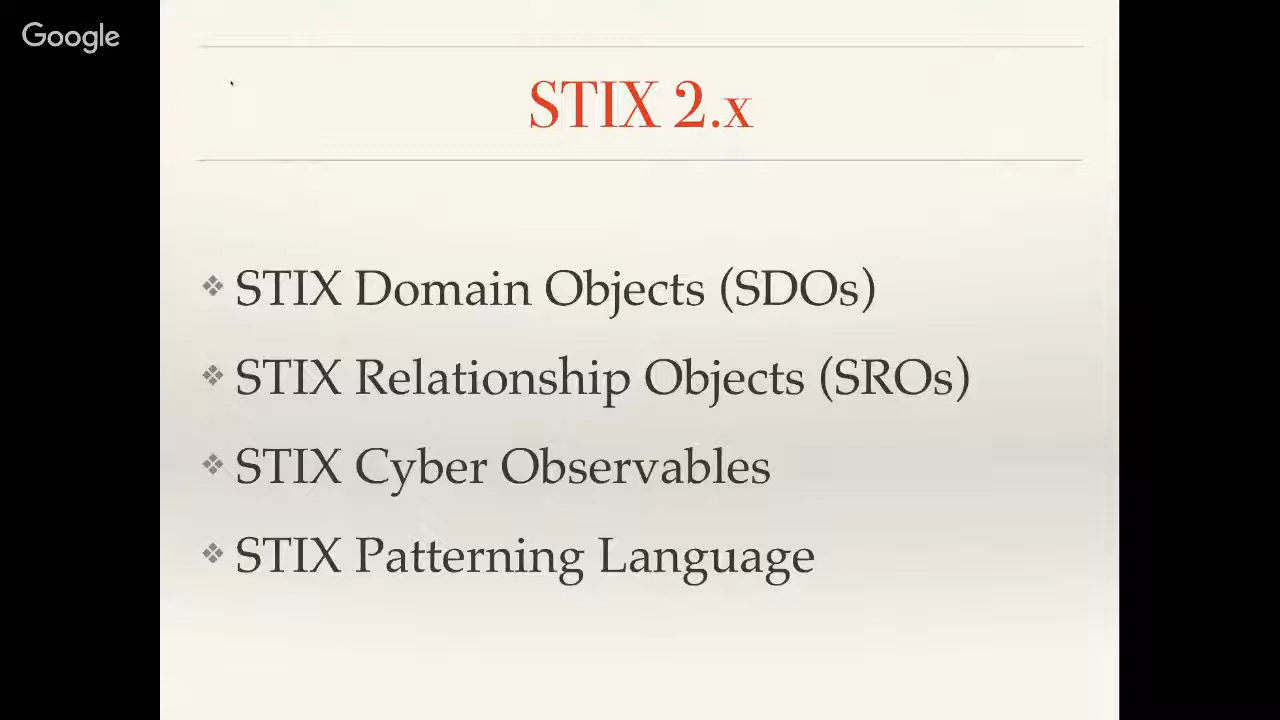 Google
STIX 2.x
❖ STIX Domain Objects (SDOs)
❖ STIX Relationship Objects (SROs)
❖ STIX Cyber Observables
❖ STIX Patterning Language